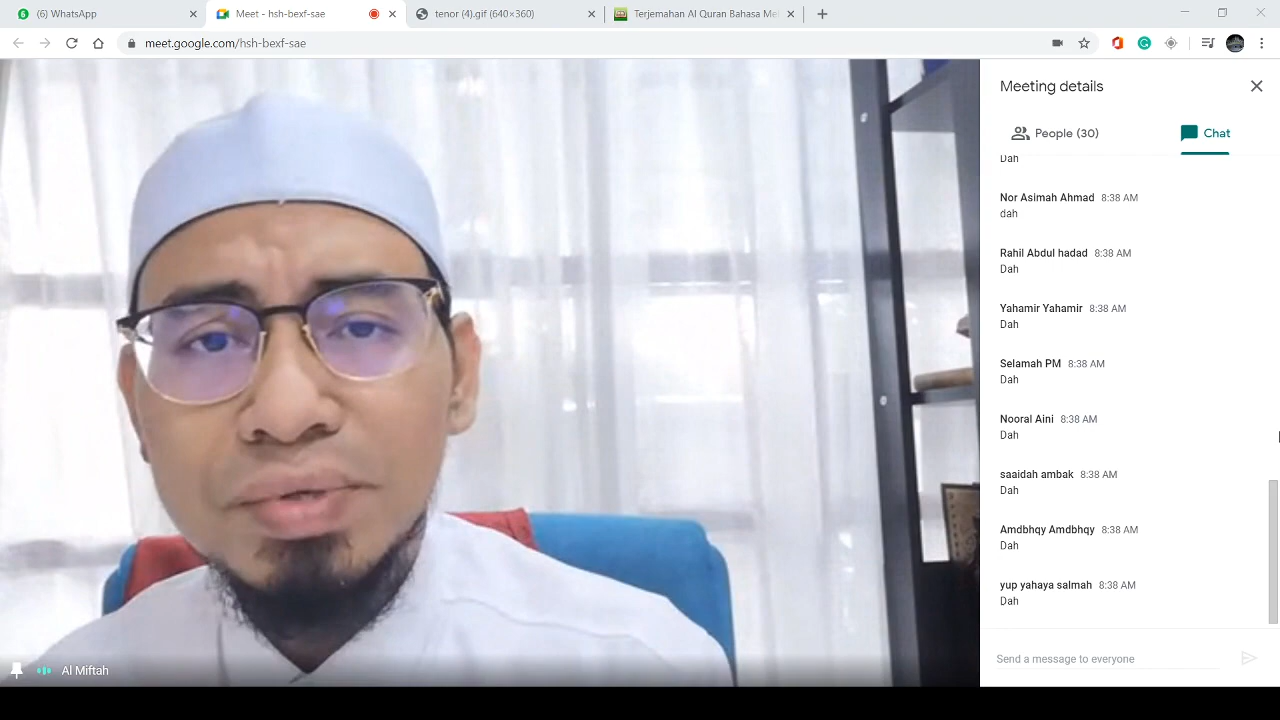 6
(6) WhatsApp
Meet - hsh-bexf-sae
tenor (4).gif (640×360)
Terjemahan Al Quran Bahasa Mel
meet.google.com/hsh-bexf-sae
Meeting details
People (30)
Chat
Dah
Nor Asimah Ahmad 8:38 AM
dah
Rahil Abdul hadad 8:38 AM
Dah
Yahamir Yahamir 8:38 AM
Dah
Selamah PM 8:38 AM
Dah
Nooral Aini 8:38 AM
Dah
saaidah ambak 8:38 AM
Dah
Amdbhqy Amdbhqy 8:38 AM
Dah
yup yahaya salmah 8:38 AM
Dah
Send a message to everyone
Al Miftah